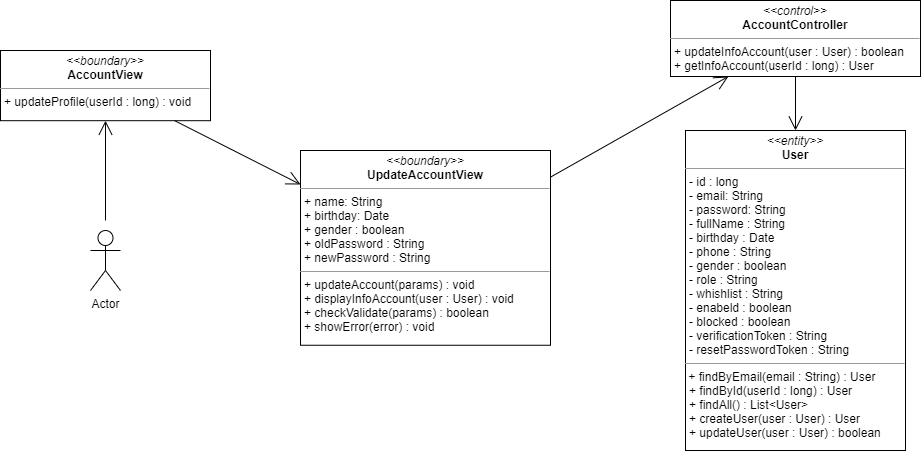 <<boundary>>
AccountView
+ updateProfile(userId : long) : void
Actor
<<boundary>>
UpdateAccountView
+ name: String
+ birthday: Date
+ gender : boolean
+ oldPassword : String
+ newPassword : String
+ updateAccount(params) : void
+ displayInfoAccount(user : User) : void
+ checkValidate(params) : boolean
+ showError(error) : void
<<control>>
AccountController
+ updateInfoAccount(user : User) : boolean
+ getInfoAccount(userId : long) : User
<<entity>>
User
- id : long
- email: String
- password: String
- fullName : String
- birthday : Date
- phone : String
- gender : boolean
- role : String
- whishlist : String
- enabeld : boolean
- blocked : boolean
- verificationToken : String
- resetPasswordToken : String
+ findByEmail(email : String) : User
+ findById(userId : long) : User
+ findAll() : List<User>
+ createUser(user : User) : User
+ updateUser(user : User) : boolean